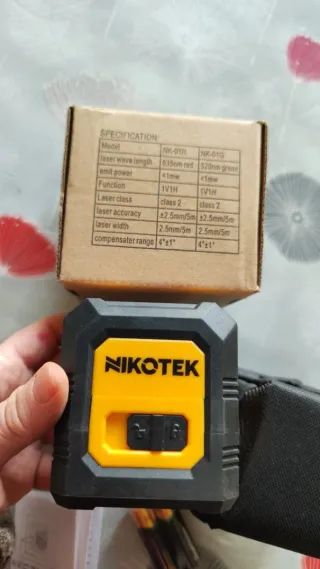 SPECIFICATION:
Model NK-01R NK-01G
laser wave length 635nm red 520nm green
emit power <1mw <1mw
Function 1V1H 1V1H
Laser class class 2 class 2
laser accuracy ±2.5mm/5m ±2.5mm/5m
laser width 2.5mm/5m 2.5mm/5m
compensater range 4°±1° 4°±1°
NIKOTEK